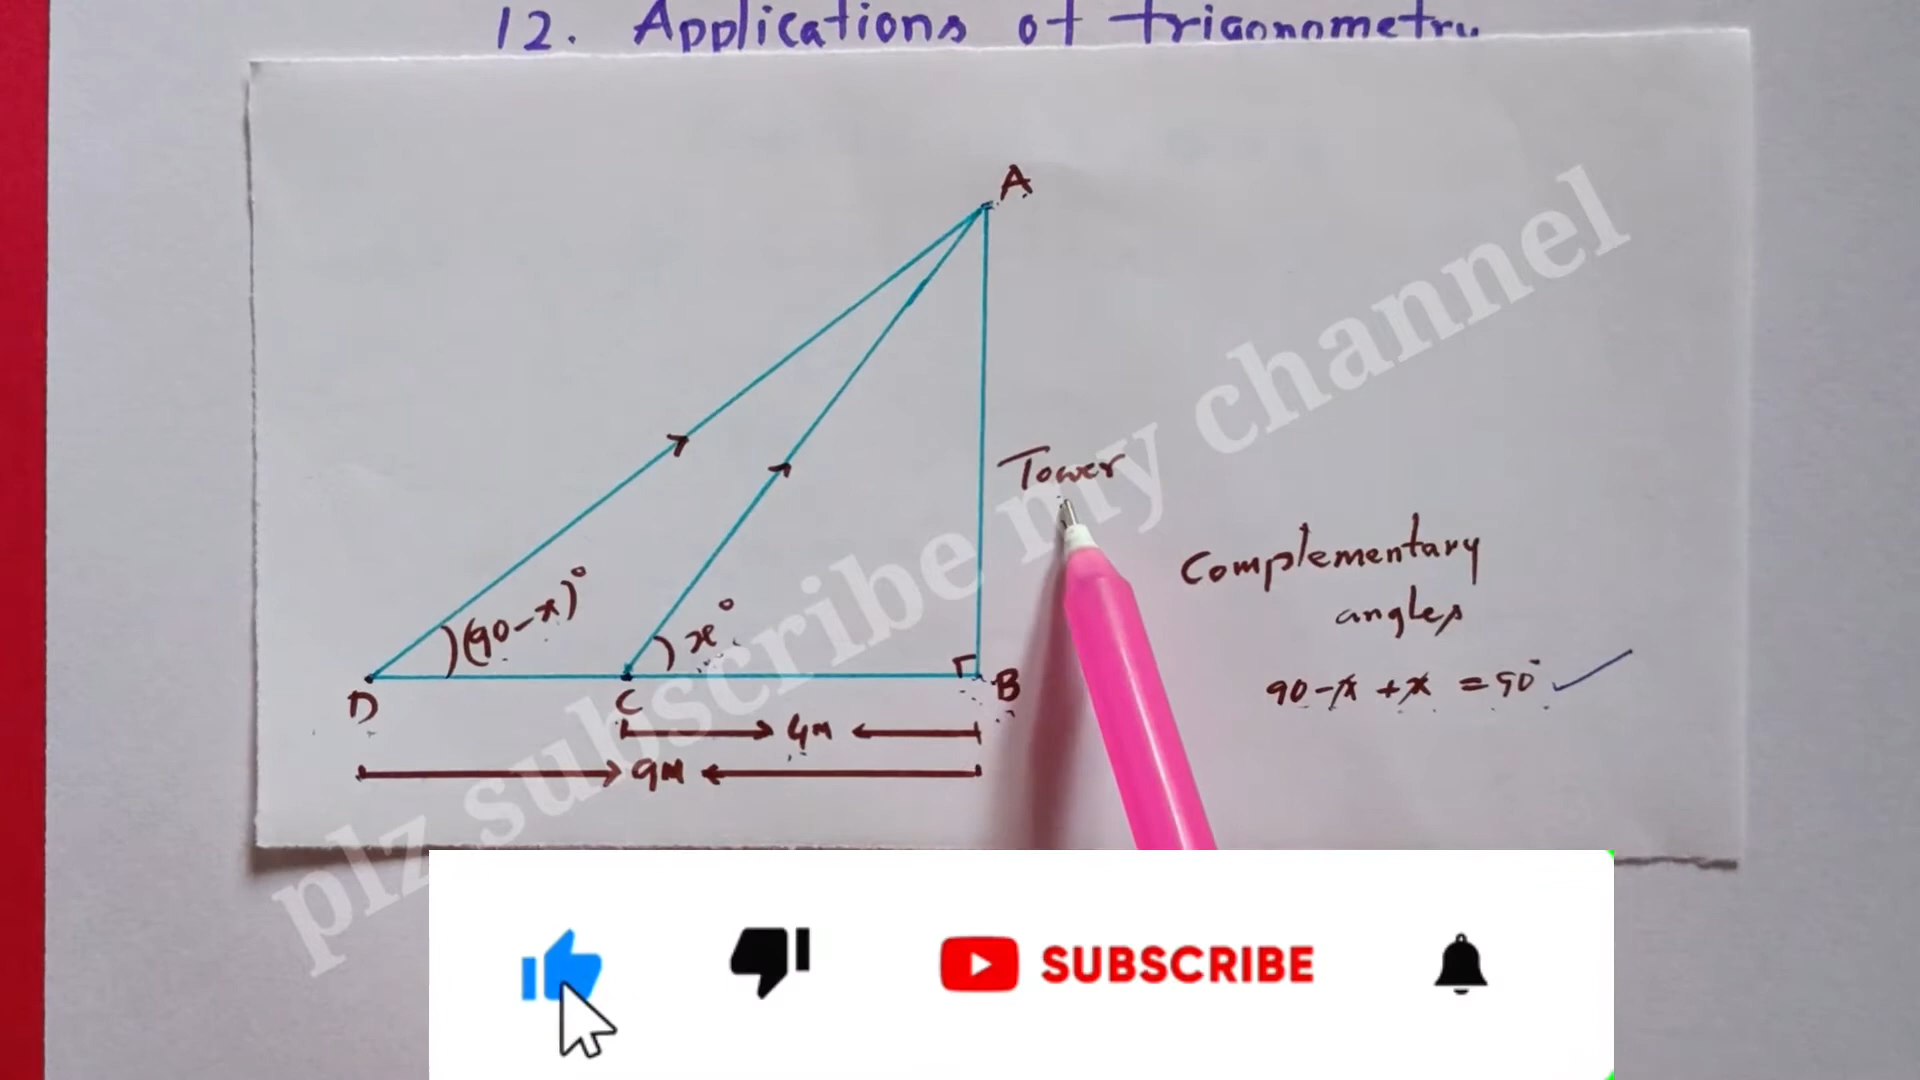 12. Applications of trigonometry
A
Tower
Complementary
angles
90-x + x = 90°
)(90-x)°
)x°
D
C
B
4m
9m
plz subscribe my channel
SUBSCRIBE